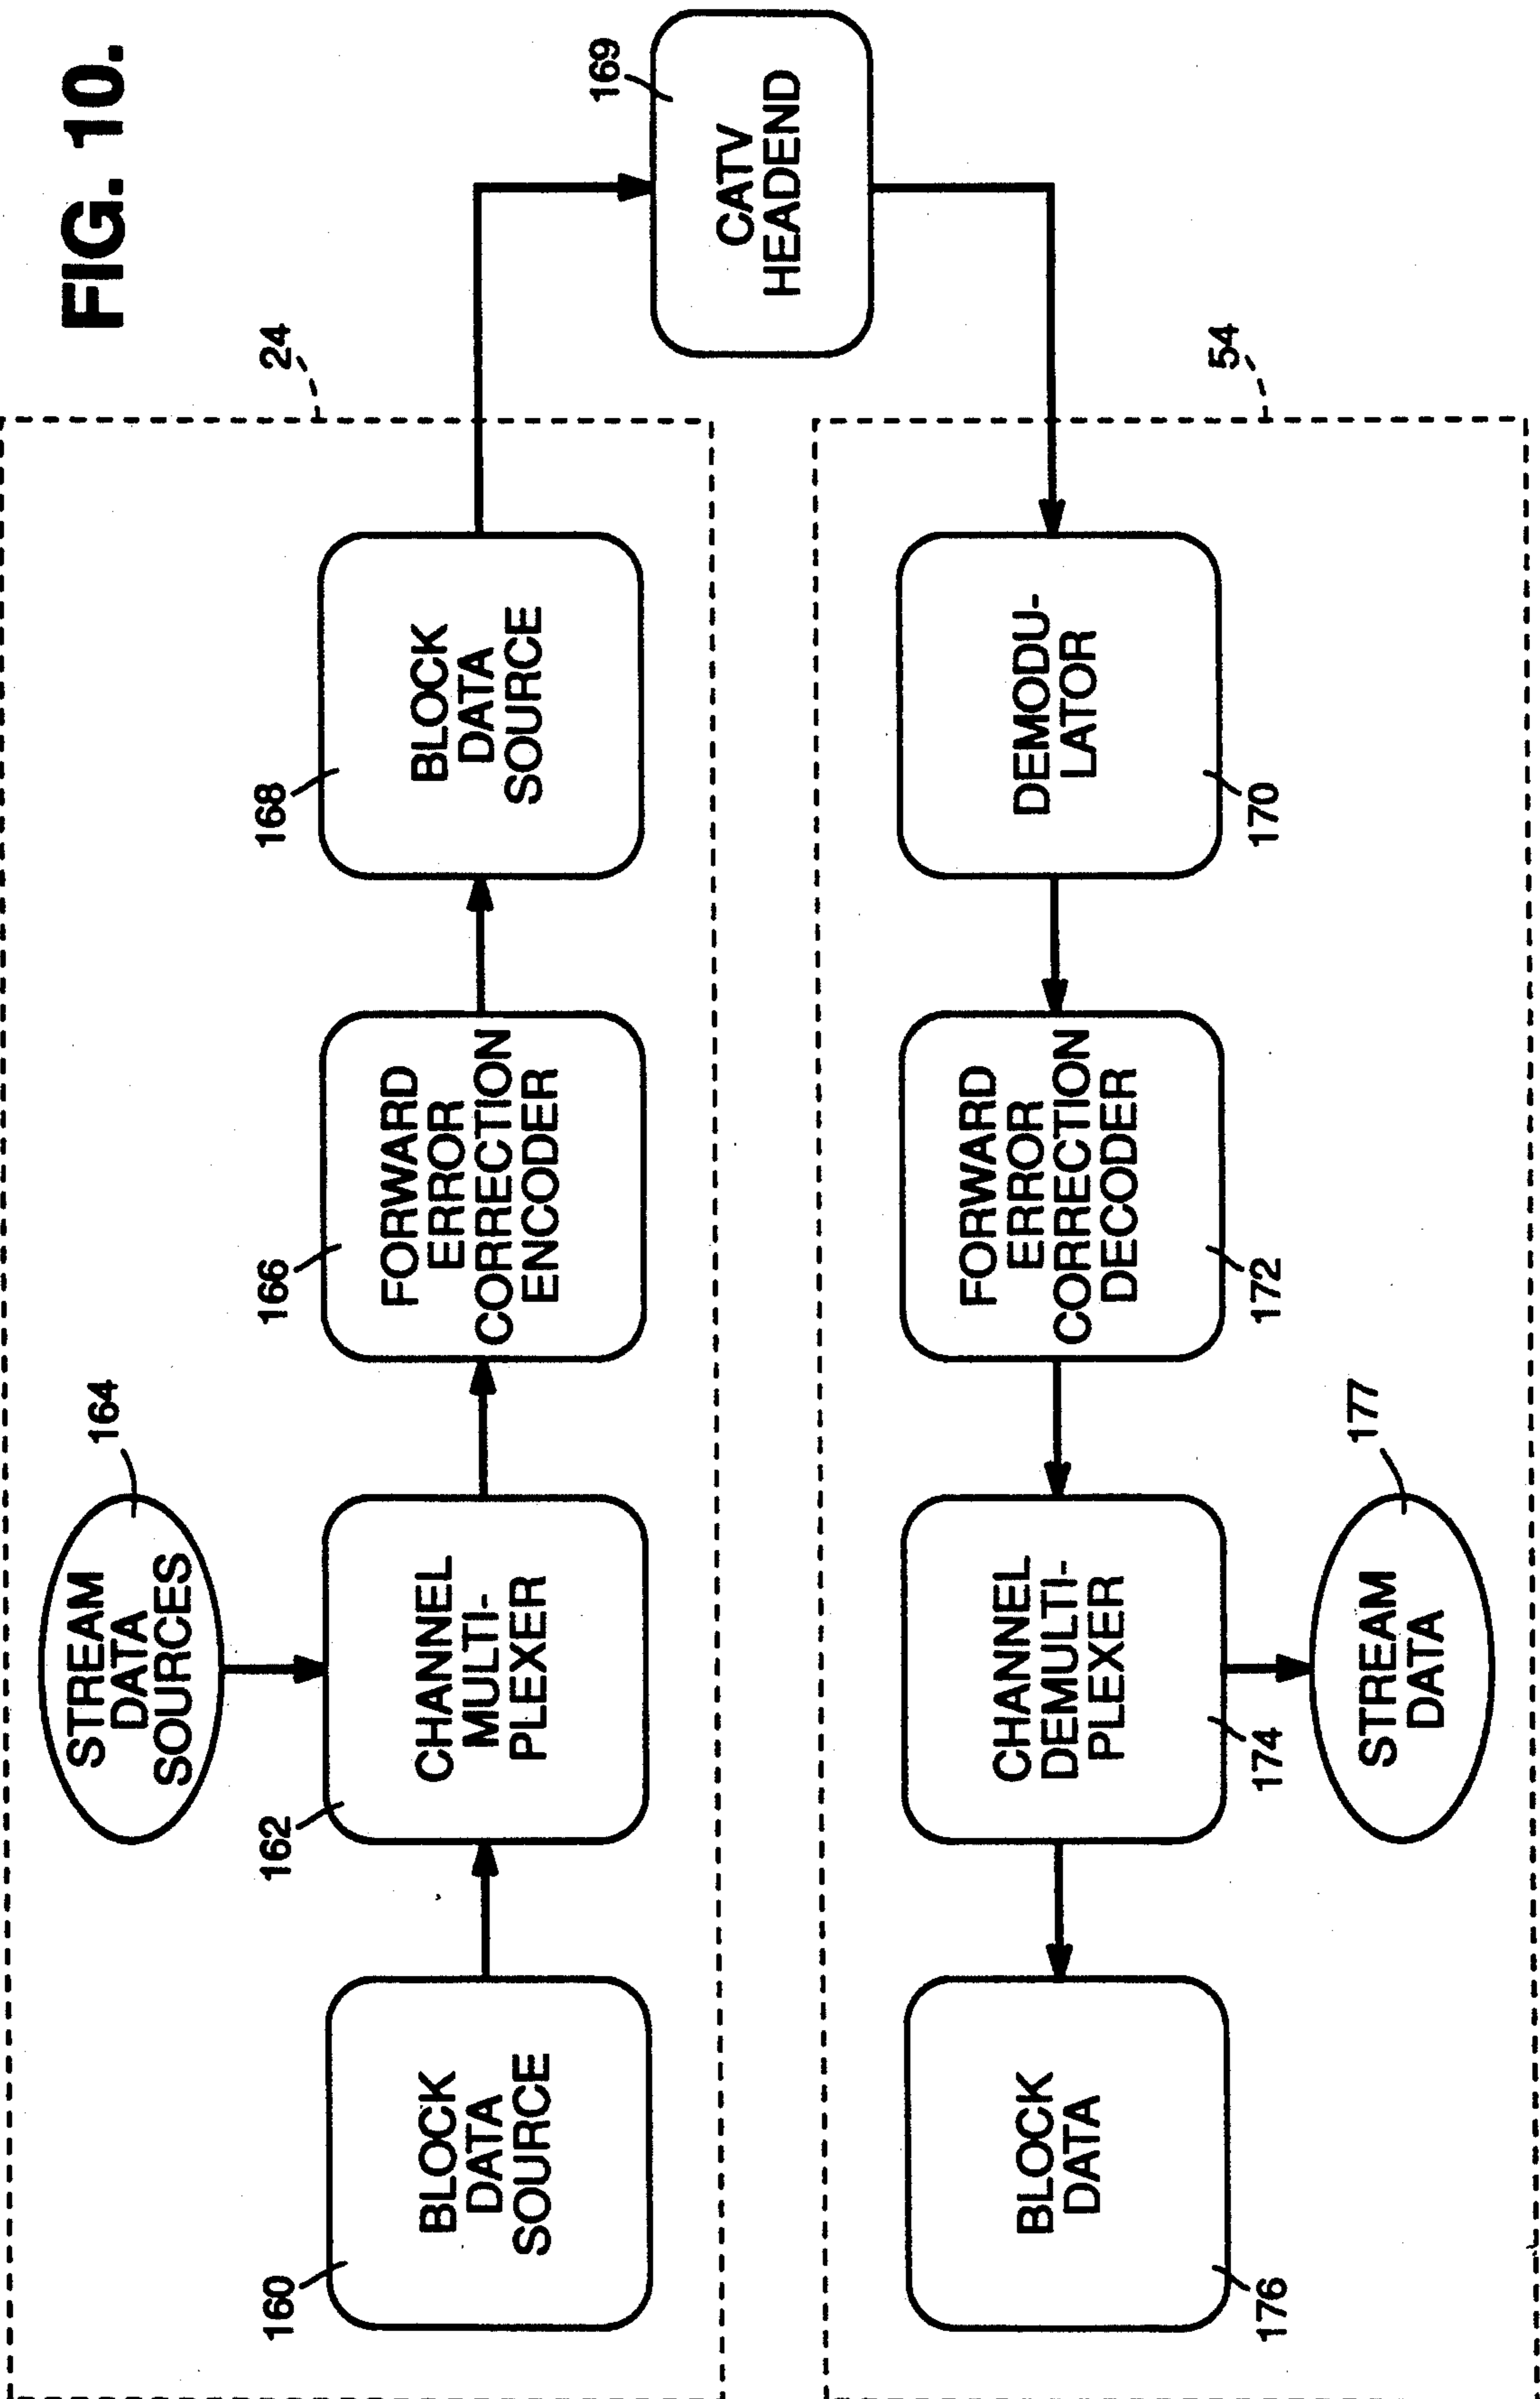 FIG. 10.
24
164
STREAM
DATA
SOURCES
160
BLOCK
DATA
SOURCE
162
CHANNEL
MULTI-
PLEXER
166
FORWARD
ERROR
CORRECTION
ENCODER
168
BLOCK
DATA
SOURCE
169
CATV
HEADEND
54
BLOCK
DATA
176
CHANNEL
DEMULTI-
PLEXER
174
FORWARD
ERROR
CORRECTION
DECODER
172
DEMODU-
LATOR
170
177
STREAM
DATA